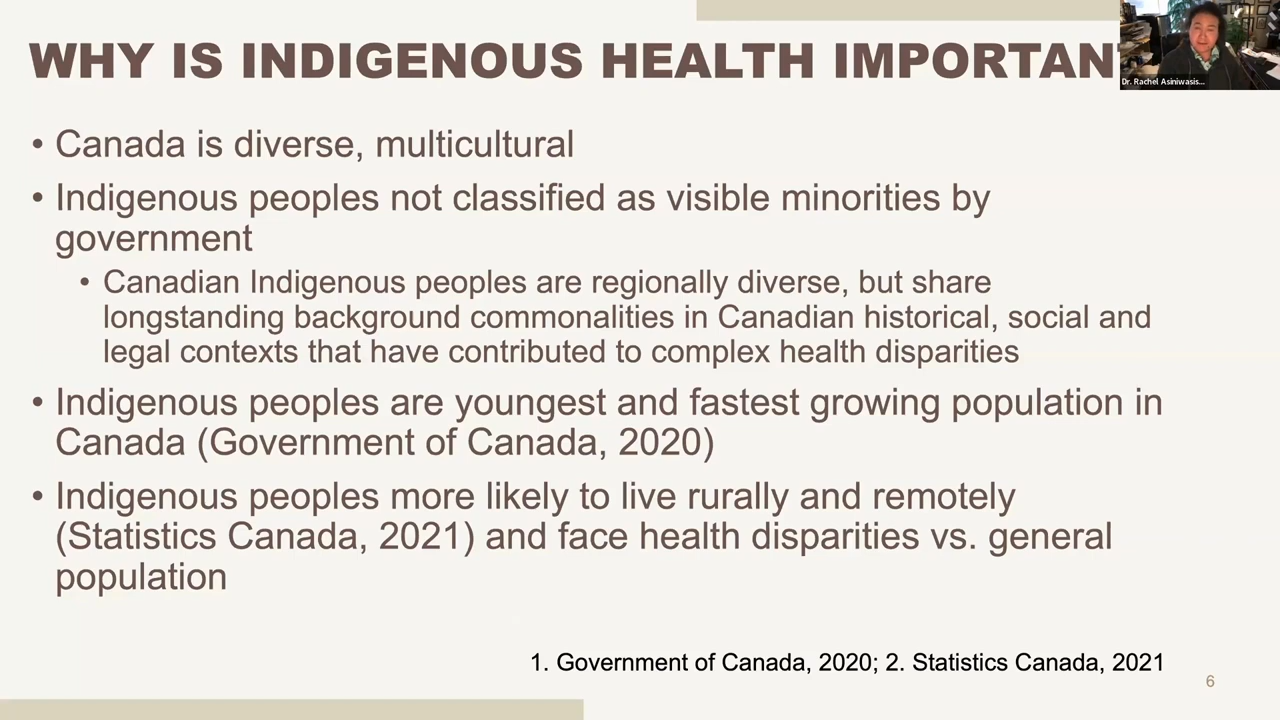 WHY IS INDIGENOUS HEALTH IMPORTAN
Dr. Rachel Asiniwasis...
• Canada is diverse, multicultural
• Indigenous peoples not classified as visible minorities by
government
• Canadian Indigenous peoples are regionally diverse, but share
longstanding background commonalities in Canadian historical, social and
legal contexts that have contributed to complex health disparities
• Indigenous peoples are youngest and fastest growing population in
Canada (Government of Canada, 2020)
• Indigenous peoples more likely to live rurally and remotely
(Statistics Canada, 2021) and face health disparities vs. general
population
1. Government of Canada, 2020; 2. Statistics Canada, 2021
6